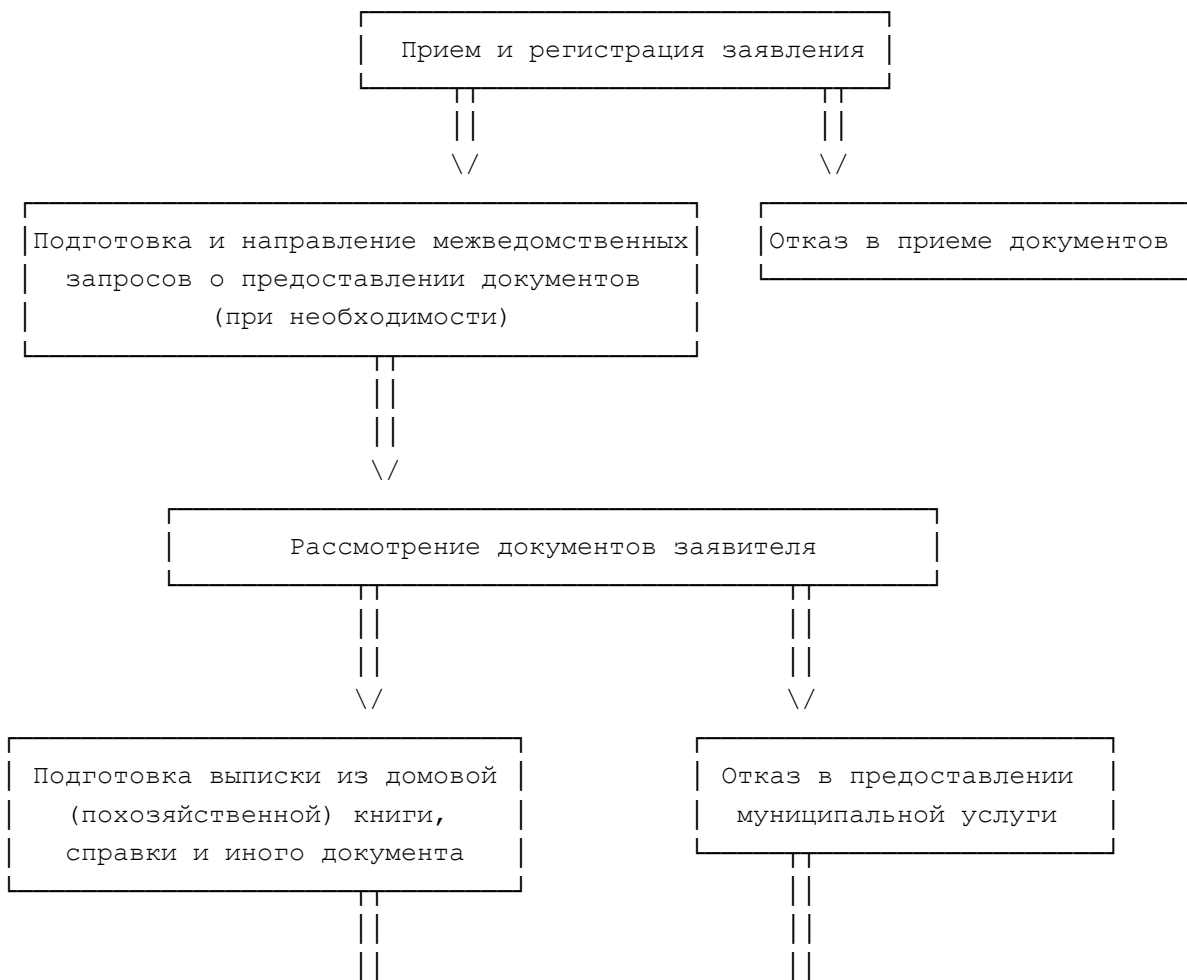 Прием и регистрация заявления
Подготовка и направление межведомственных
запросов о предоставлении документов
(при необходимости)
Отказ в приеме документов
Рассмотрение документов заявителя
Подготовка выписки из домовой
(похозяйственной) книги,
справки и иного документа
Отказ в предоставлении
муниципальной услуги